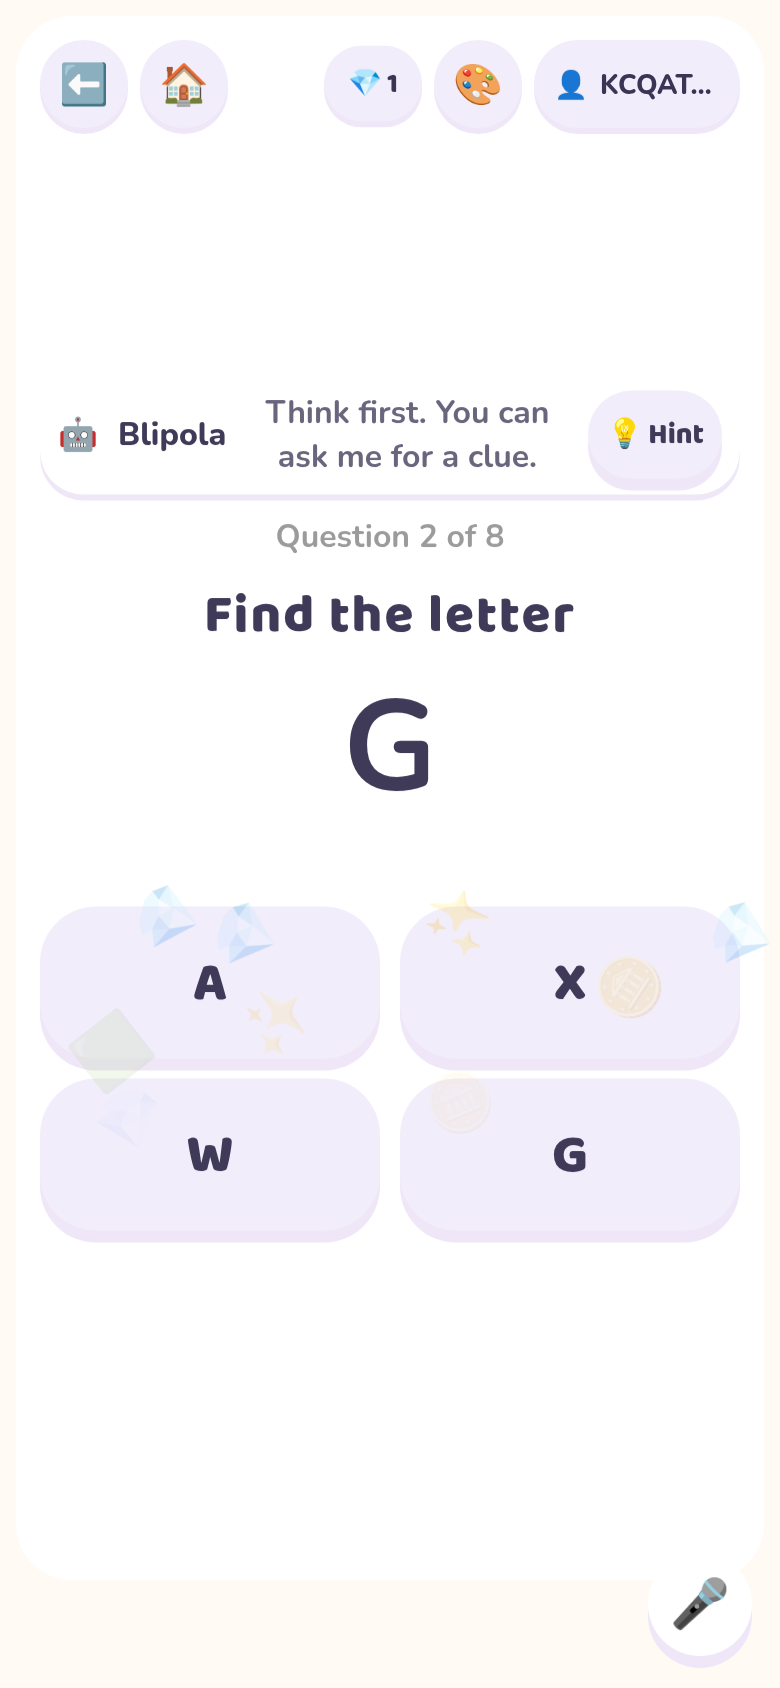 1
KCQAT...
Blipola
Think first. You can
ask me for a clue.
Hint
Question 2 of 8
Find the letter
G
A
X
W
G